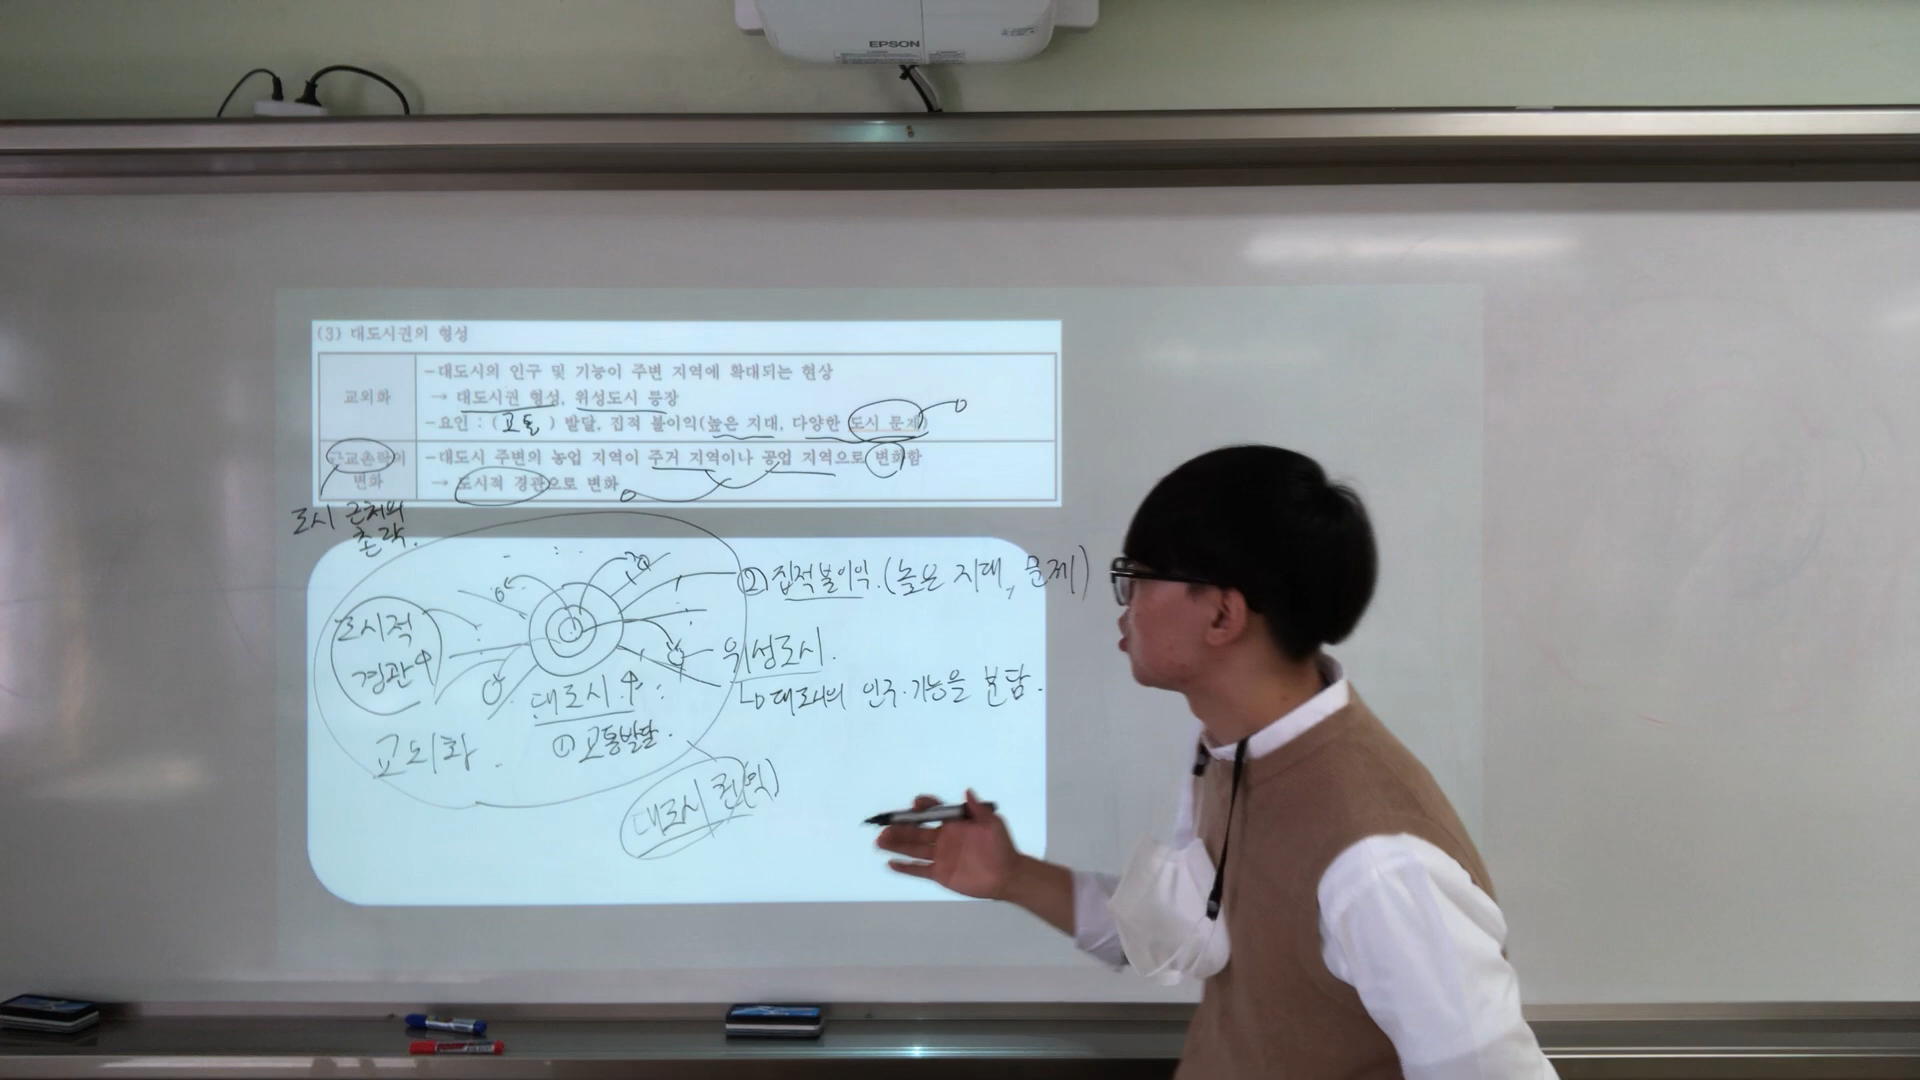 EPSON
(3) 대도시권의 형성
교외화
-대도시의 인구 및 기능이 주변 지역에 확대되는 현상
→ 대도시권 형성, 위성도시 등장
-요인 : ( 교통 ) 발달, 집적 불이익(높은 지대, 다양한 도시 문제)
근교촌락의
변화
-대도시 주변의 농업 지역이 주거 지역이나 공업 지역으로 변화함
→ 도시적 경관으로 변화
도시 근처의
촌락.
② 집적불이익.(높은 지대, 문제)
도시적
경관↑
위성도시.
↳ 대도시의 인구·기능을 분담.
대도시↑
① 교통발달.
교외화.
대도시 권(역)